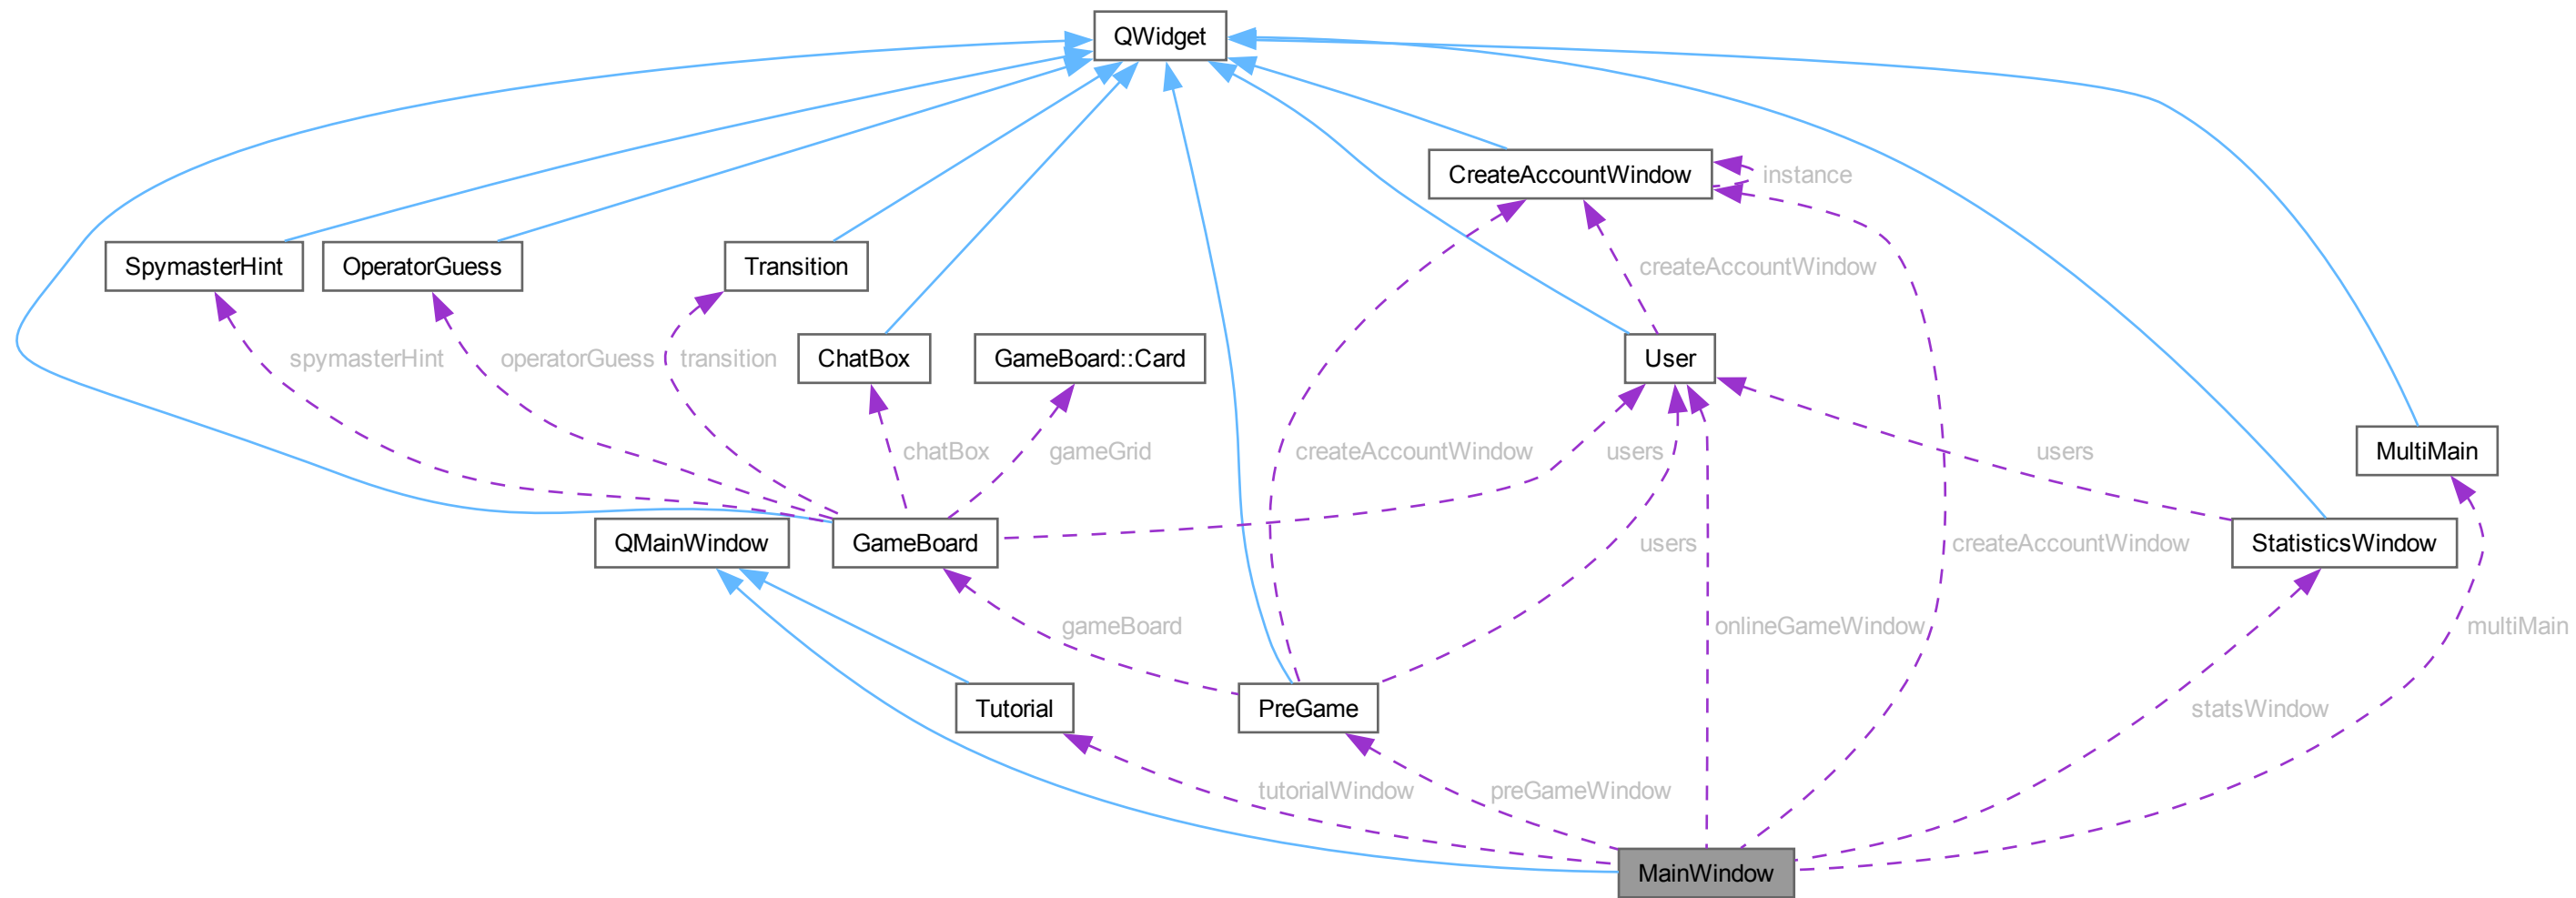 QWidget
CreateAccountWindow
instance
SpymasterHint
OperatorGuess
Transition
createAccountWindow
spymasterHint
operatorGuess
transition
ChatBox
GameBoard::Card
User
chatBox
gameGrid
createAccountWindow
users
users
MultiMain
QMainWindow
GameBoard
users
createAccountWindow
StatisticsWindow
gameBoard
onlineGameWindow
multiMain
Tutorial
PreGame
statsWindow
tutorialWindow
preGameWindow
MainWindow